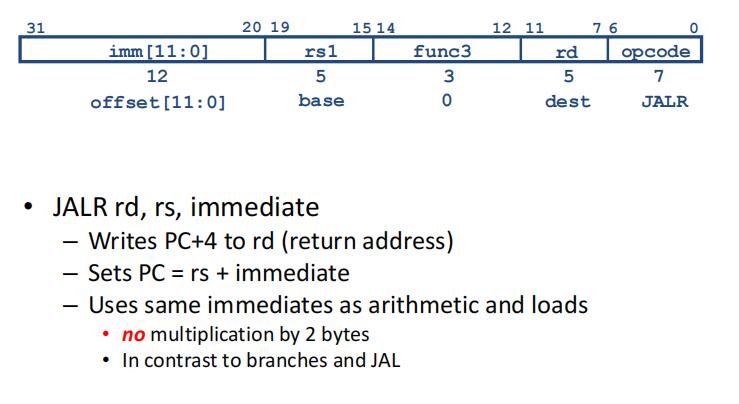 31 20 19 15 14 12 11 7 6 0
imm[11:0] rs1 func3 rd opcode
12 5 3 5 7
offset[11:0] base 0 dest JALR
• JALR rd, rs, immediate
– Writes PC+4 to rd (return address)
– Sets PC = rs + immediate
– Uses same immediates as arithmetic and loads
• no multiplication by 2 bytes
• In contrast to branches and JAL